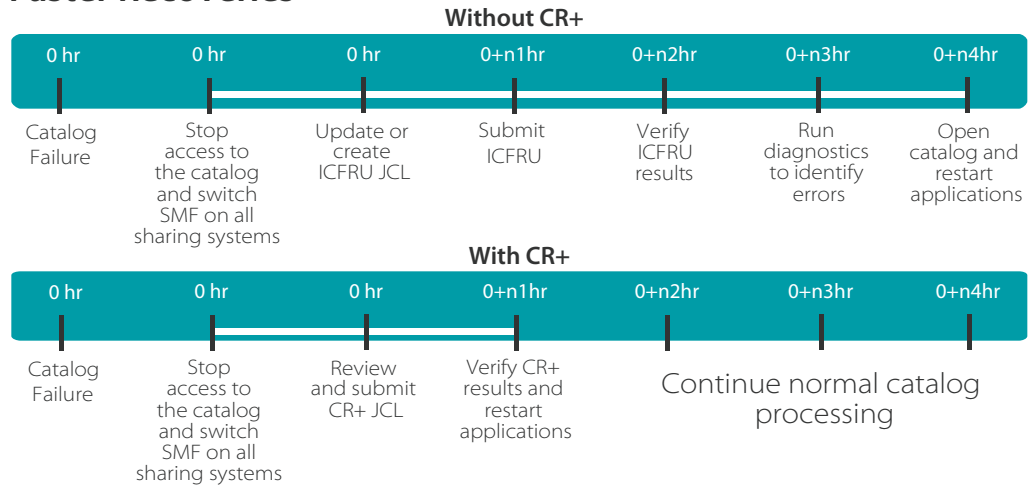 Faster Recoveries
Without CR+
0 hr 0 hr 0 hr 0+n1hr 0+n2hr 0+n3hr 0+n4hr
Catalog
Failure
Stop
access to
the catalog
and switch
SMF on all
sharing systems
Update or
create
ICFRU JCL
Submit
ICFRU
Verify
ICFRU
results
Run
diagnostics
to identify
errors
Open
catalog and
restart
applications
With CR+
0 hr 0 hr 0 hr 0+n1hr 0+n2hr 0+n3hr 0+n4hr
Catalog
Failure
Stop
access to
the catalog
and switch
SMF on all
sharing systems
Review
and submit
CR+ JCL
Verify CR+
results and
restart
applications
Continue normal catalog
processing